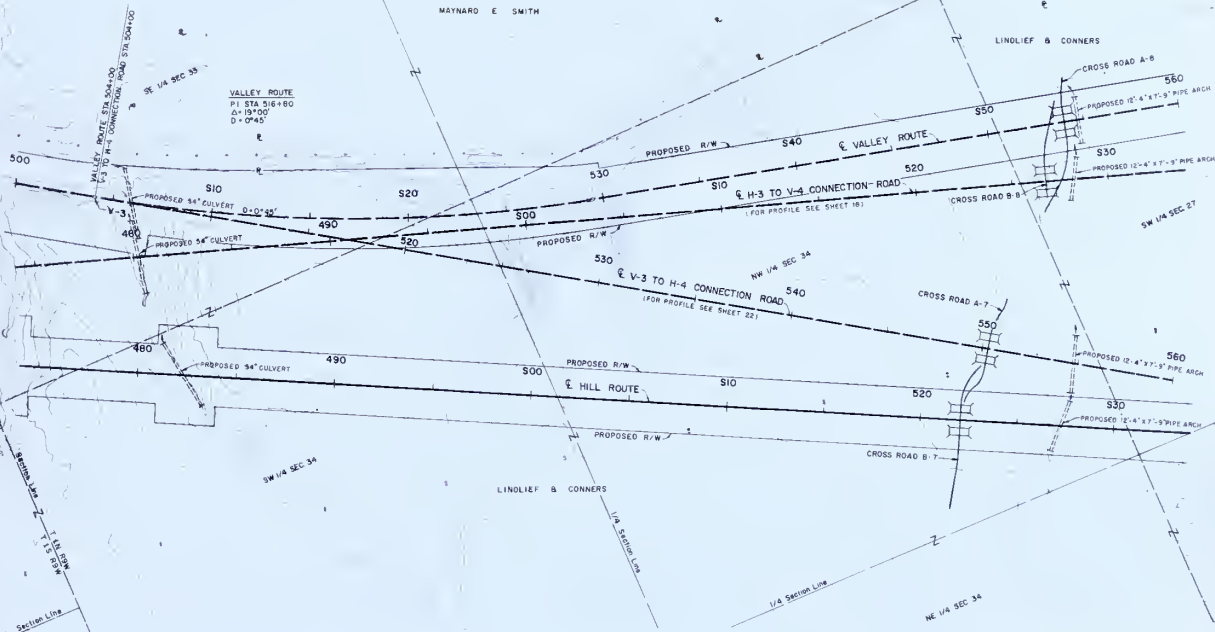 MAYNARD E SMITH
LINDLIEF & CONNERS
CROSS ROAD A-8
560
PROPOSED 12'-4" X 7'-9" PIPE ARCH
VALLEY ROUTE STA 504+00
V-3 TO H-4 CONNECTION ROAD STA 504+00
SE 1/4 SEC 33
VALLEY ROUTE
PI STA 516+80
Δ=19°00'
D=0°45'
500
510
520
530
540
550
PROPOSED R/W
℄ VALLEY ROUTE
PROPOSED 54" CULVERT
D=0°45'
V-3
480
490
500
510
520
530
℄ H-3 TO V-4 CONNECTION ROAD
(FOR PROFILE SEE SHEET 18)
PROPOSED R/W
PROPOSED 12'-4" X 7'-9" PIPE ARCH
CROSS ROAD B-8
SW 1/4 SEC 27
PROPOSED 54" CULVERT
520
530
540
550
560
℄ V-3 TO H-4 CONNECTION ROAD
(FOR PROFILE SEE SHEET 22)
NW 1/4 SEC 34
CROSS ROAD A-7
PROPOSED 12'-4" X 7'-9" PIPE ARCH
480
490
500
510
520
530
PROPOSED 54" CULVERT
PROPOSED R/W
℄ HILL ROUTE
PROPOSED R/W
PROPOSED 12'-4" X 7'-9" PIPE ARCH
CROSS ROAD B-7
SW 1/4 SEC 34
LINDLIEF & CONNERS
Section Line
T 1 N R9W
T 1 S R9W
Section Line
1/4 Section Line
1/4 Section Line
NE 1/4 SEC 34